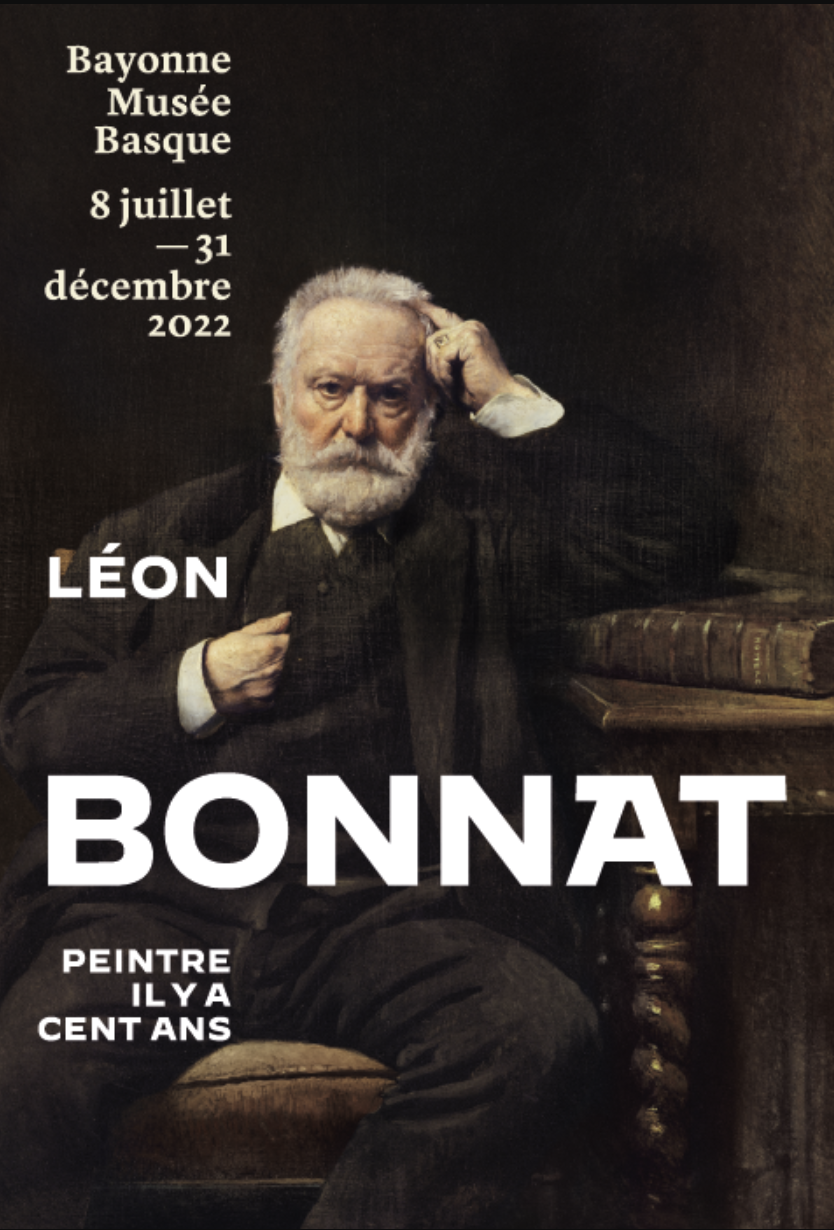 Bayonne
Musée
Basque
8 juillet
— 31
décembre
2022
LÉON
BONNAT
PEINTRE
IL Y A
CENT ANS